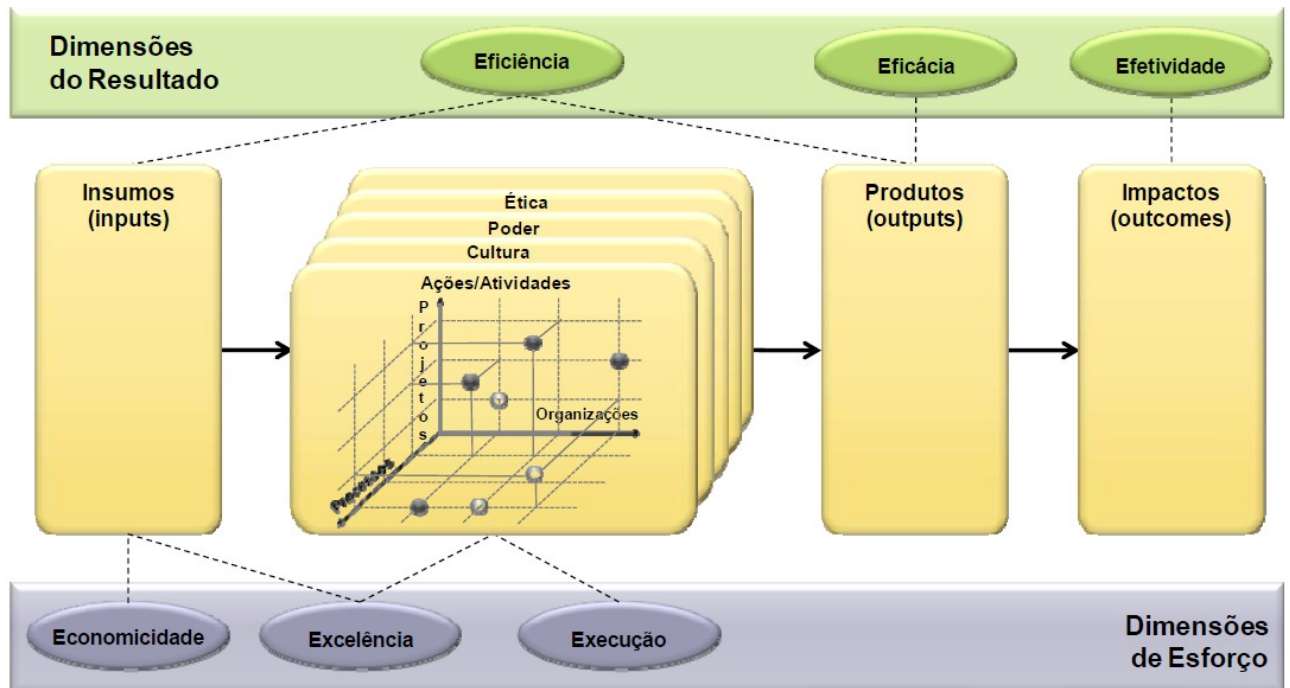 Dimensões
do Resultado
Eficiência
Eficácia
Efetividade
Insumos
(inputs)
Ética
Poder
Cultura
Ações/Atividades
Projetos
Organizações
Produtos
(outputs)
Impactos
(outcomes)
Economicidade
Excelência
Execução
Dimensões
de Esforço